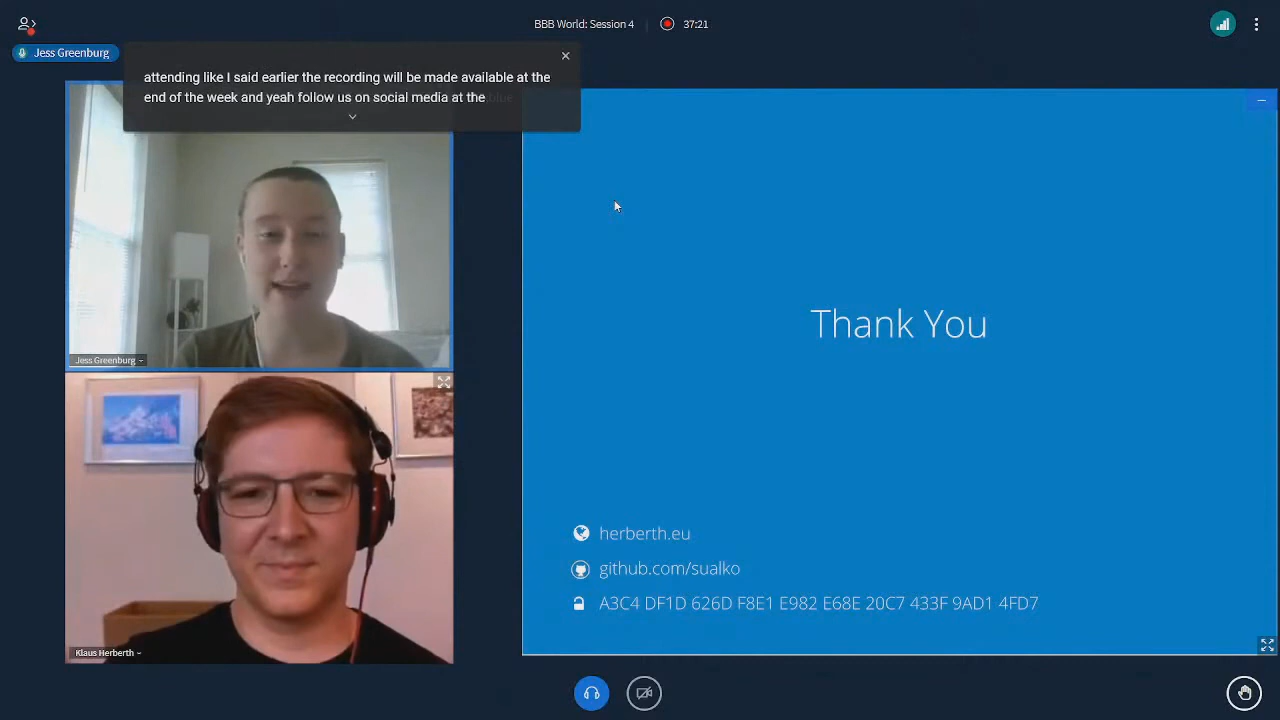 BBB World: Session 4
37:21
Jess Greenburg
attending like I said earlier the recording will be made available at the
end of the week and yeah follow us on social media at the blue
Jess Greenburg
Klaus Herberth
Thank You
herberth.eu
github.com/sualko
A3C4 DF1D 626D F8E1 E982 E68E 20C7 433F 9AD1 4FD7